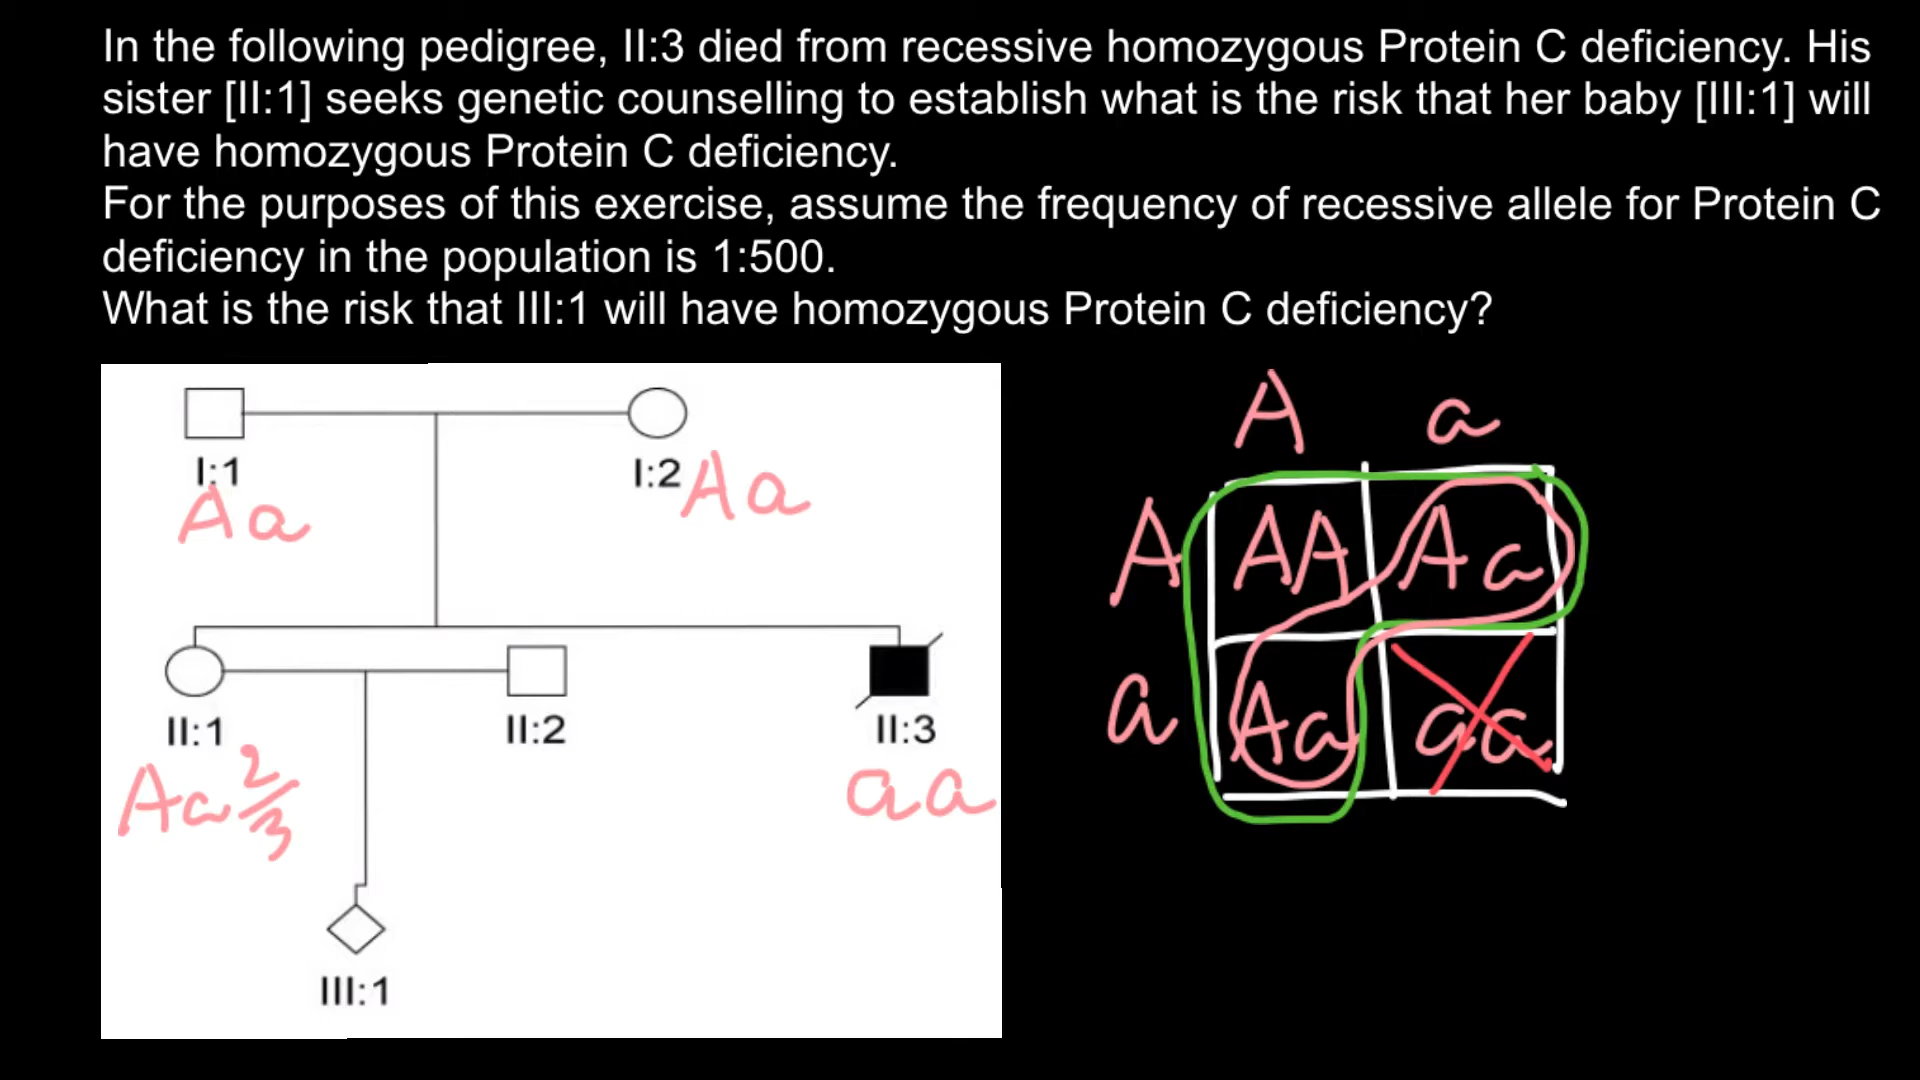 In the following pedigree, II:3 died from recessive homozygous Protein C deficiency. His
sister [II:1] seeks genetic counselling to establish what is the risk that her baby [III:1] will
have homozygous Protein C deficiency.
For the purposes of this exercise, assume the frequency of recessive allele for Protein C
deficiency in the population is 1:500.
What is the risk that III:1 will have homozygous Protein C deficiency?
I:1 I:2
Aa Aa
II:1 II:2 II:3
Aa 2/3 aa
III:1
A a
A AA Aa
a Aa aa